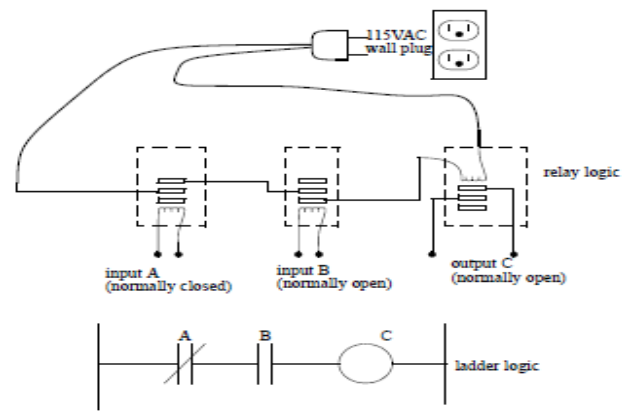 115VAC
wall plug
relay logic
input A
(normally closed)
input B
(normally open)
output C
(normally open)
A
B
C
ladder logic